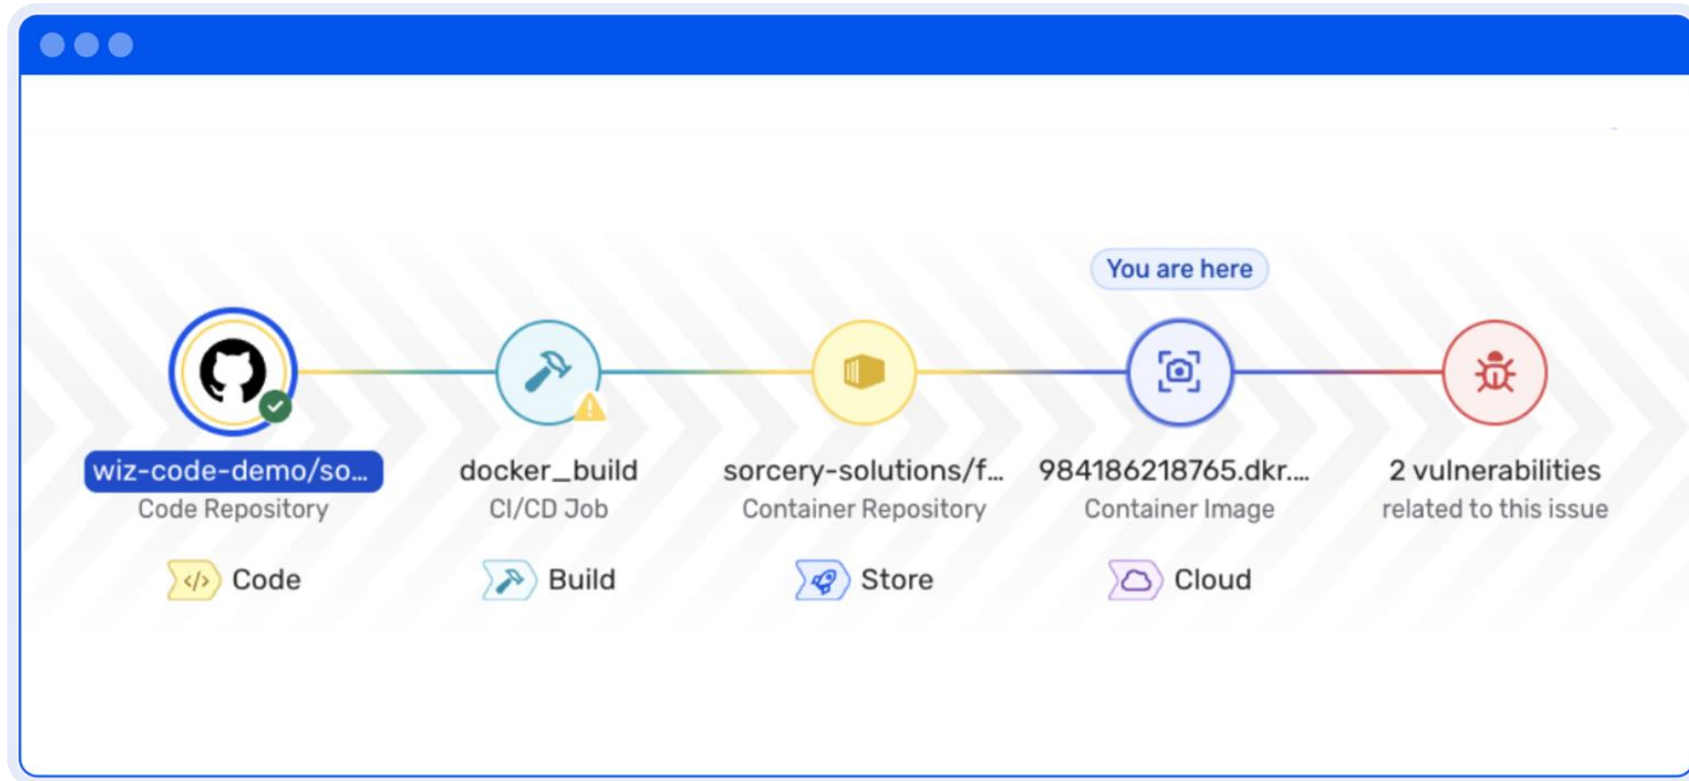 You are here
wiz-code-demo/so...
Code Repository
docker_build
CI/CD Job
sorcery-solutions/f...
Container Repository
984186218765.dkr....
Container Image
2 vulnerabilities
related to this issue
</> Code
Build
Store
Cloud